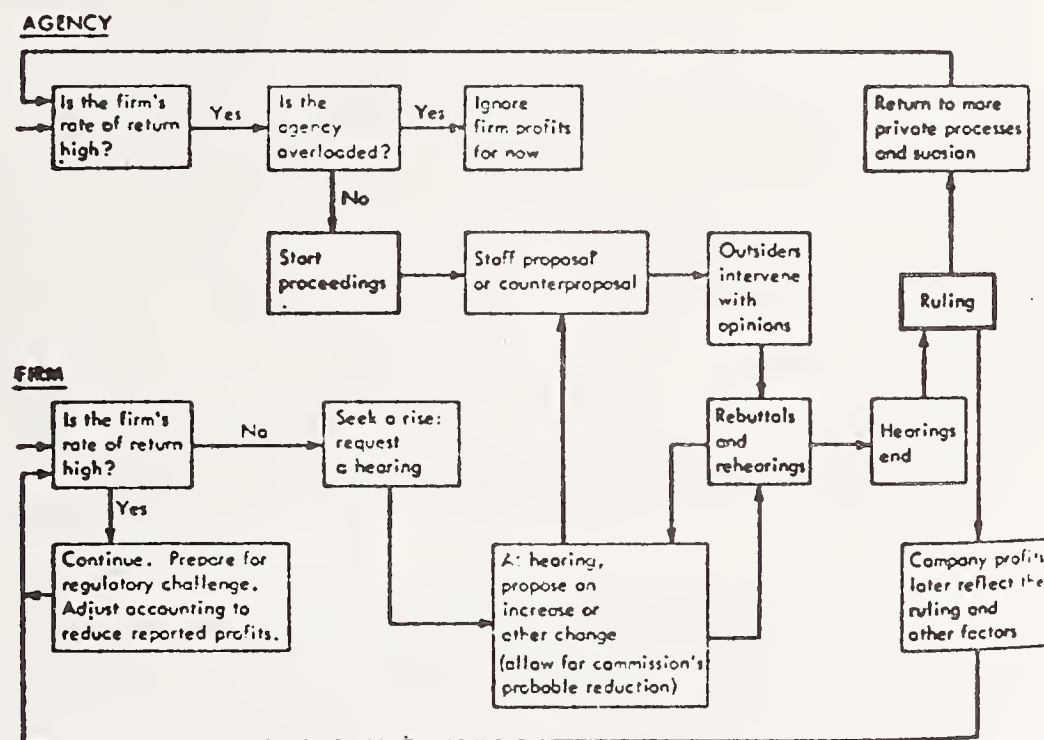 AGENCY
Is the firm's
rate of return
high?
Yes
Is the
agency
overloaded?
Yes
Ignore
firm profits
for now
Return to more
private processes
and suasion
No
Start
proceedings
Staff proposal
or counterproposal
Outsiders
intervene
with
opinions
Ruling
FIRM
Is the firm's
rate of return
high?
No
Seek a rise:
request
a hearing
Rebuttals
and
rehearings
Hearings
end
Yes
Continue. Prepare for
regulatory challenge.
Adjust accounting to
reduce reported profits.
At hearing,
propose an
increase or
other change
(allow for commission's
probable reduction)
Company profits
later reflect the
ruling and
other factors